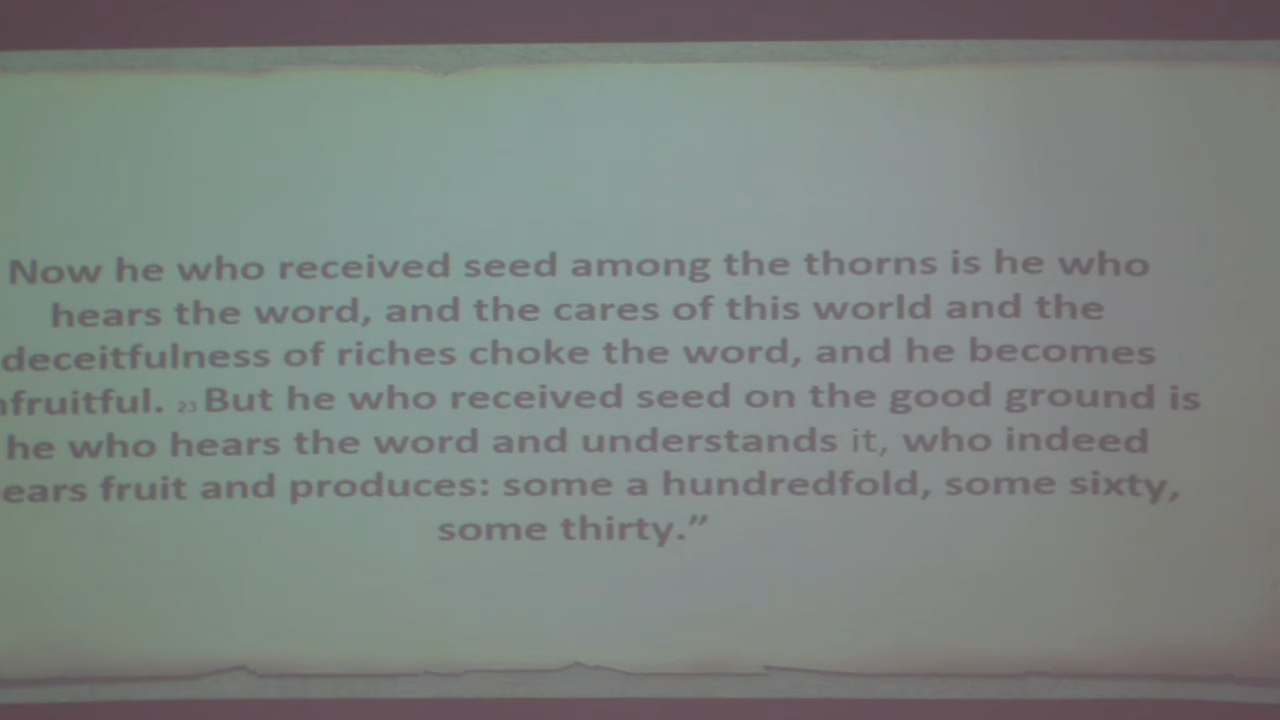 Now he who received seed among the thorns is he who
hears the word, and the cares of this world and the
deceitfulness of riches choke the word, and he becomes
nfruitful. 23 But he who received seed on the good ground is
he who hears the word and understands it, who indeed
ears fruit and produces: some a hundredfold, some sixty,
some thirty.”